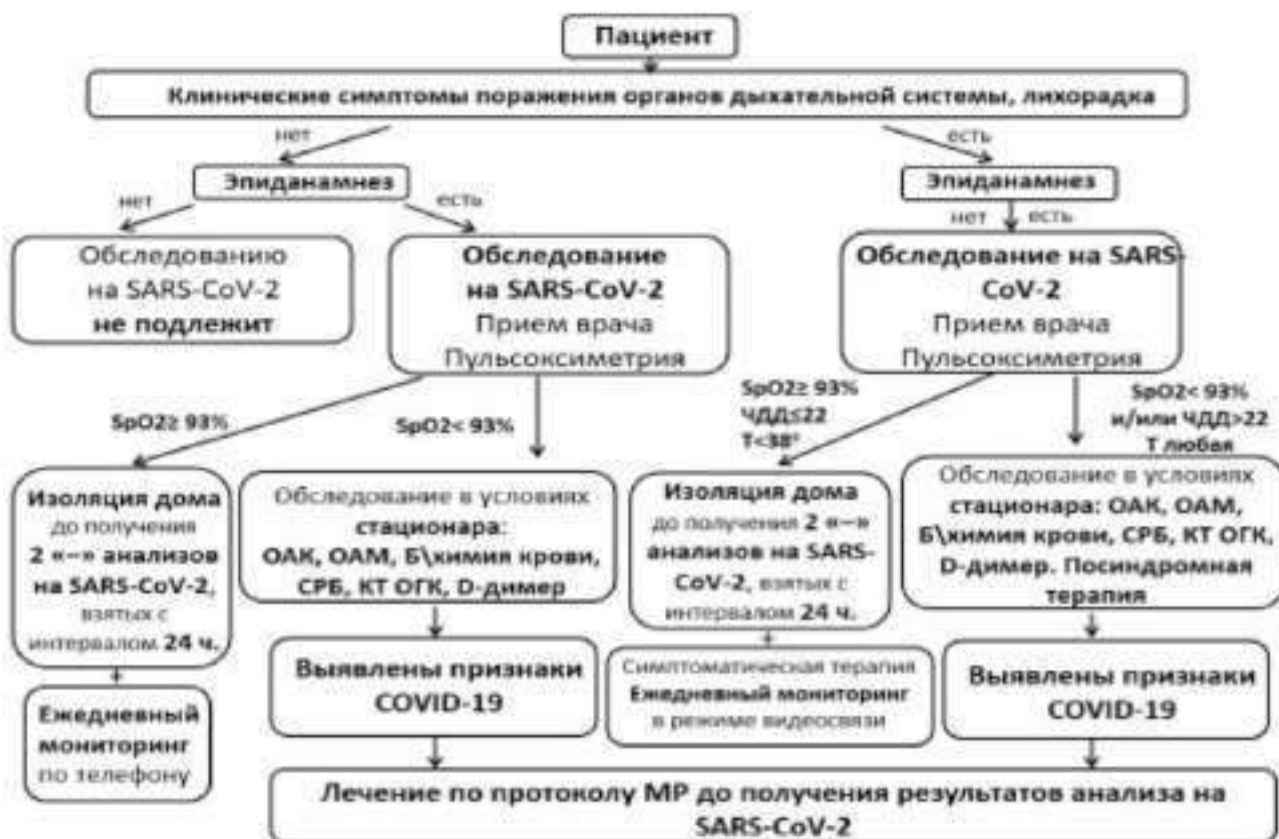 Пациент
Клинические симптомы поражения органов дыхательной системы, лихорадка
нет
есть
Эпиданамнез
Эпиданамнез
нет
есть
нет
есть
Обследованию
на SARS-CoV-2
не подлежит
Обследование
на SARS-CoV-2
Прием врача
Пульсоксиметрия
Обследование на SARS-
CoV-2
Прием врача
Пульсоксиметрия
SpO2≥ 93%
SpO2< 93%
SpO2≥ 93%
ЧДД≤22
T<38°
SpO2< 93%
и/или ЧДД>22
Т любая
Изоляция дома
до получения
2 «–» анализов
на SARS-CoV-2,
взятых с
интервалом 24 ч.
+
Ежедневный
мониторинг
по телефону
Обследование в условиях
стационара:
ОАК, ОАМ, Б\химия крови,
СРБ, КТ ОГК, D-димер
Выявлены признаки
COVID-19
Изоляция дома
до получения 2 «–»
анализов на SARS-
CoV-2, взятых с
интервалом 24 ч.
+
Симптоматическая терапия
Ежедневный мониторинг
в режиме видеосвязи
Обследование в условиях
стационара: ОАК, ОАМ,
Б\химия крови, СРБ, КТ ОГК,
D-димер. Посиндромная
терапия
Выявлены признаки
COVID-19
Лечение по протоколу МР до получения результатов анализа на
SARS-CoV-2